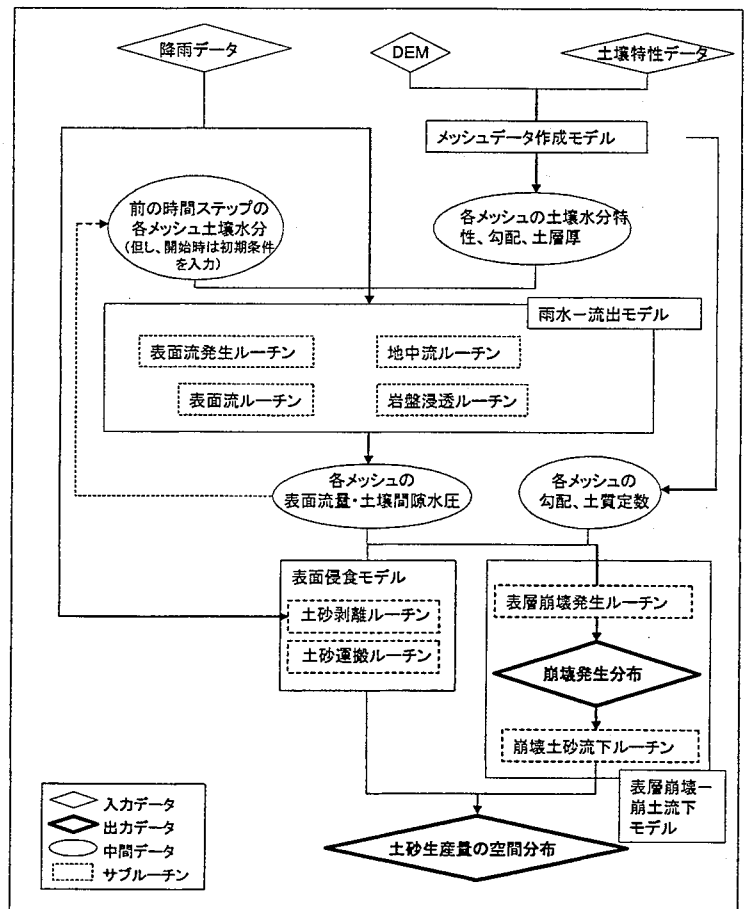 降雨データ
DEM
土壌特性データ
メッシュデータ作成モデル
前の時間ステップの
各メッシュ土壌水分
(但し、開始時は初期条件
を入力)
各メッシュの土壌水分特
性、勾配、土層厚
雨水ー流出モデル
表面流発生ルーチン
地中流ルーチン
表面流ルーチン
岩盤浸透ルーチン
各メッシュの
表面流量・土壌間隙水圧
各メッシュの
勾配、土質定数
表面侵食モデル
土砂剥離ルーチン
土砂運搬ルーチン
表層崩壊発生ルーチン
崩壊発生分布
崩壊土砂流下ルーチン
表層崩壊ー
崩土流下
モデル
土砂生産量の空間分布
入力データ
出力データ
中間データ
サブルーチン